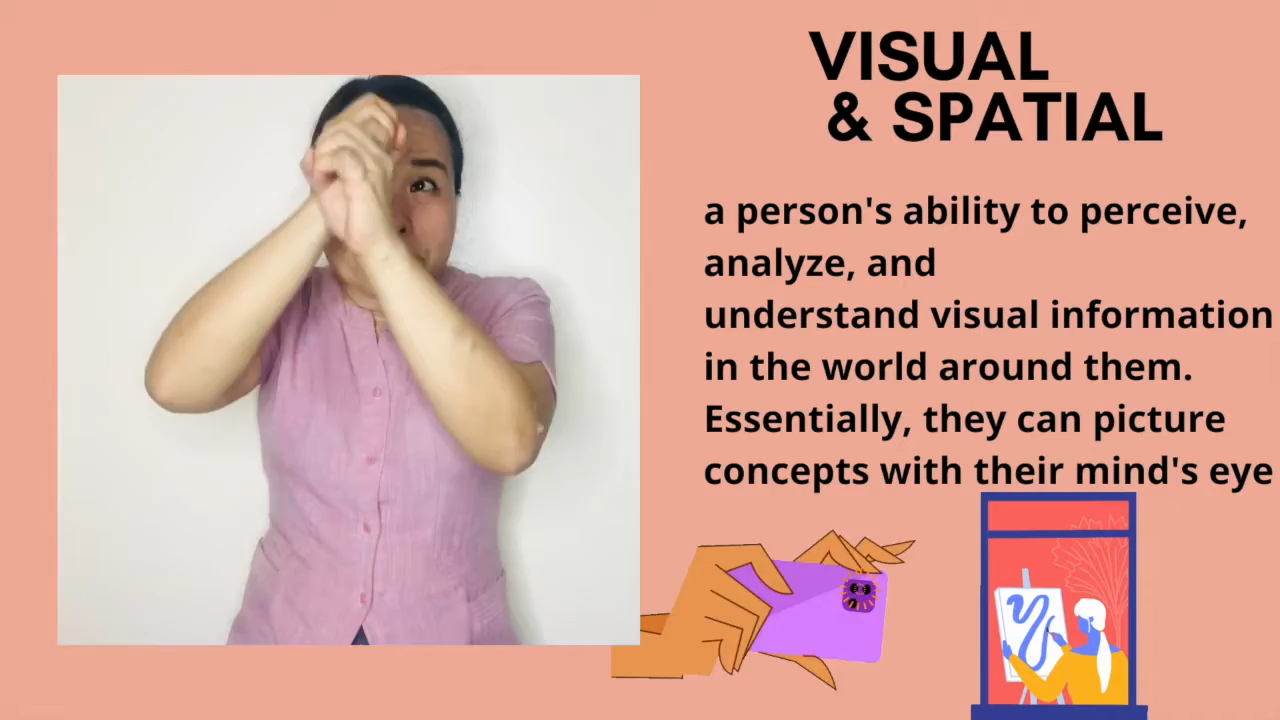 VISUAL
& SPATIAL
a person's ability to perceive,
analyze, and
understand visual information
in the world around them.
Essentially, they can picture
concepts with their mind's eye